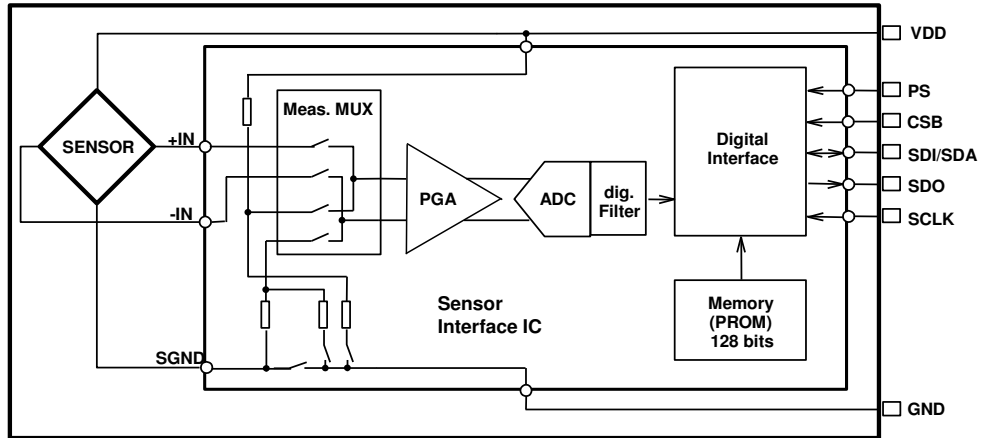 VDD
Meas. MUX
PS
+IN
SENSOR
CSB
Digital
Interface
SDI/SDA
PGA
ADC
dig.
Filter
SDO
-IN
SCLK
Sensor
Interface IC
Memory
(PROM)
128 bits
SGND
GND